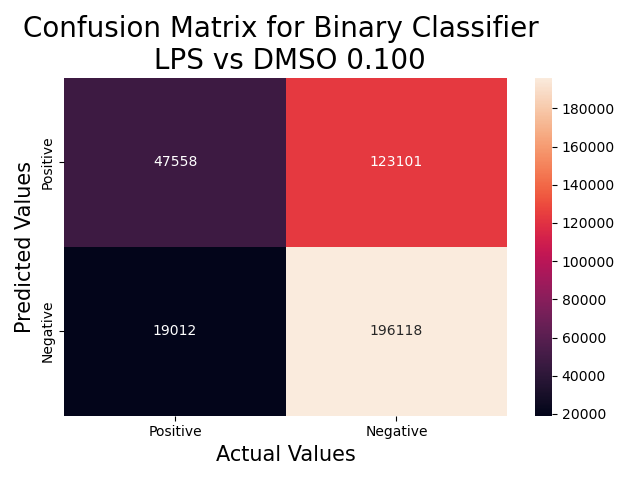 Confusion Matrix for Binary Classifier
LPS vs DMSO 0.100
Predicted Values
Positive
Negative
47558
123101
19012
196118
Positive
Negative
Actual Values
180000
160000
140000
120000
100000
80000
60000
40000
20000